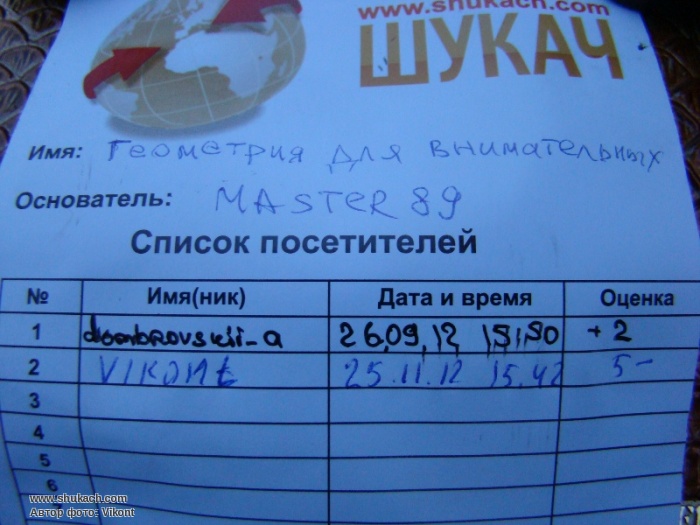 www.shukach.com
ШУКАЧ
Имя: Геометрия для внимательных
Основатель: MASTER 89
Список посетителей
№ Имя(ник) Дата и время Оценка
1 dombrovskii-a 26.09.12 15:50 +2
2 VIKONt 25.11.12 15.42 5-
3
4
5
6
7
www.shukach.com
Автор фото: Vikont